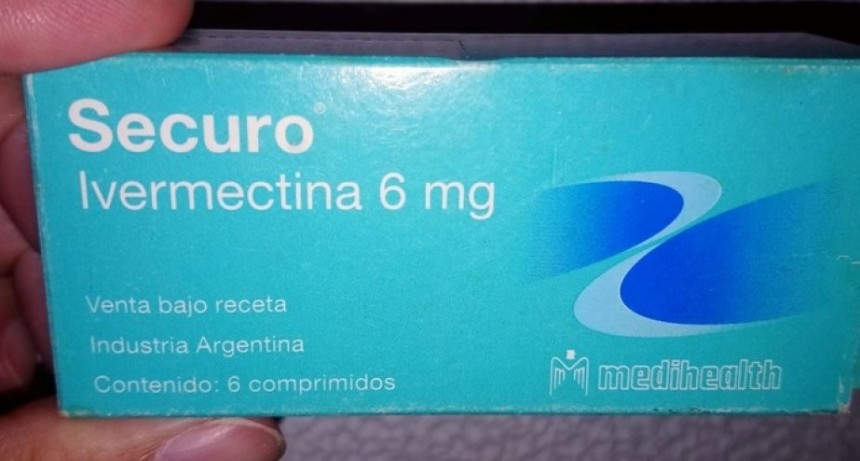 Securo®
Ivermectina 6 mg
Venta bajo receta
Industria Argentina
Contenido: 6 comprimidos
medihealth